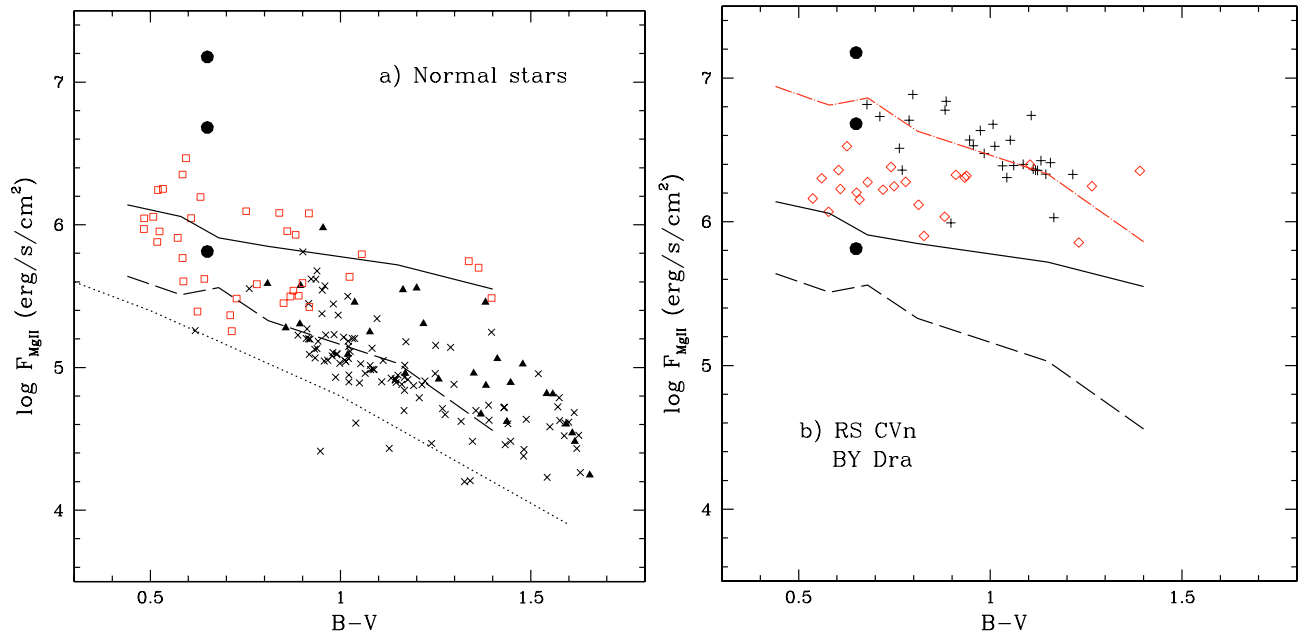 a) Normal stars
7
6
5
4
0.5
1
1.5
B-V
log F_MgII (erg/s/cm²)
b) RS CVn
BY Dra
7
6
5
4
0.5
1
1.5
B-V
log F_MgII (erg/s/cm²)